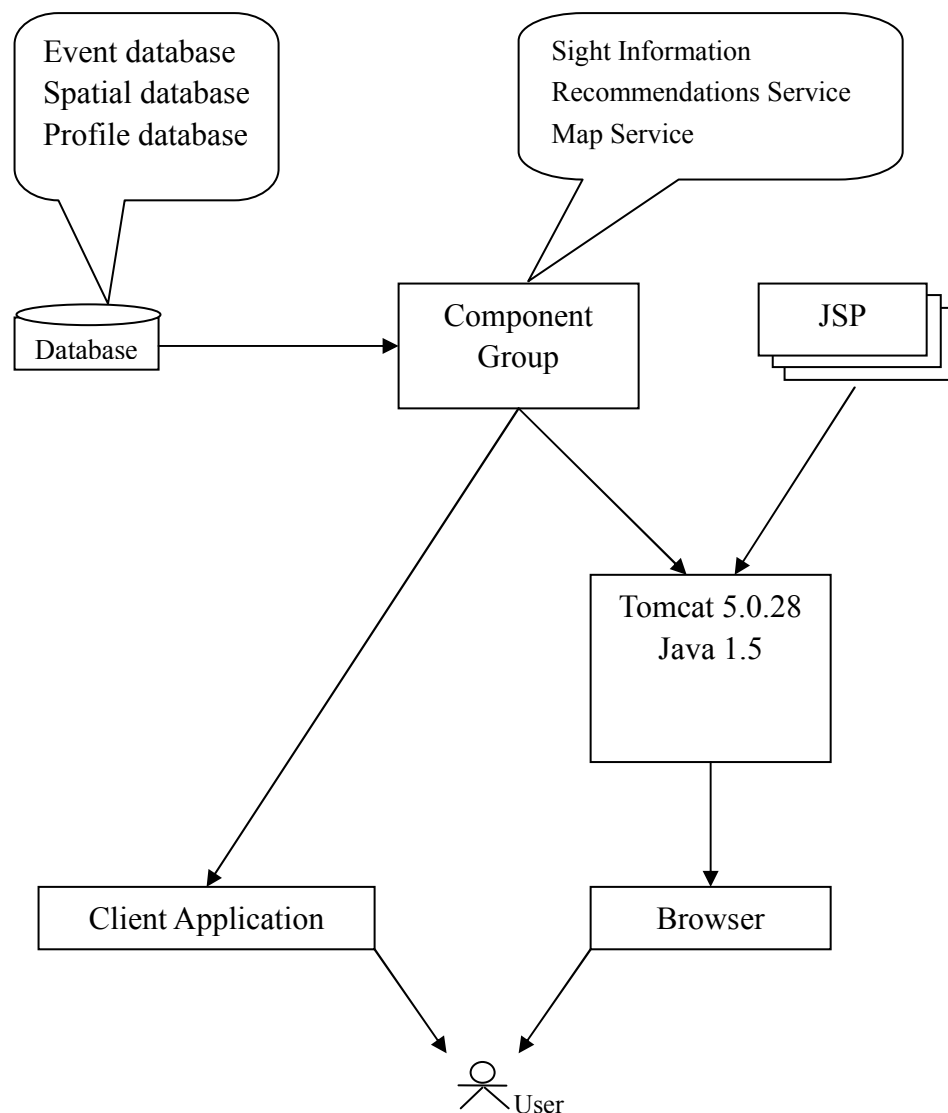 Event database
Spatial database
Profile database
Sight Information
Recommendations Service
Map Service
Database
Component
Group
JSP
Tomcat 5.0.28
Java 1.5
Client Application
Browser
User